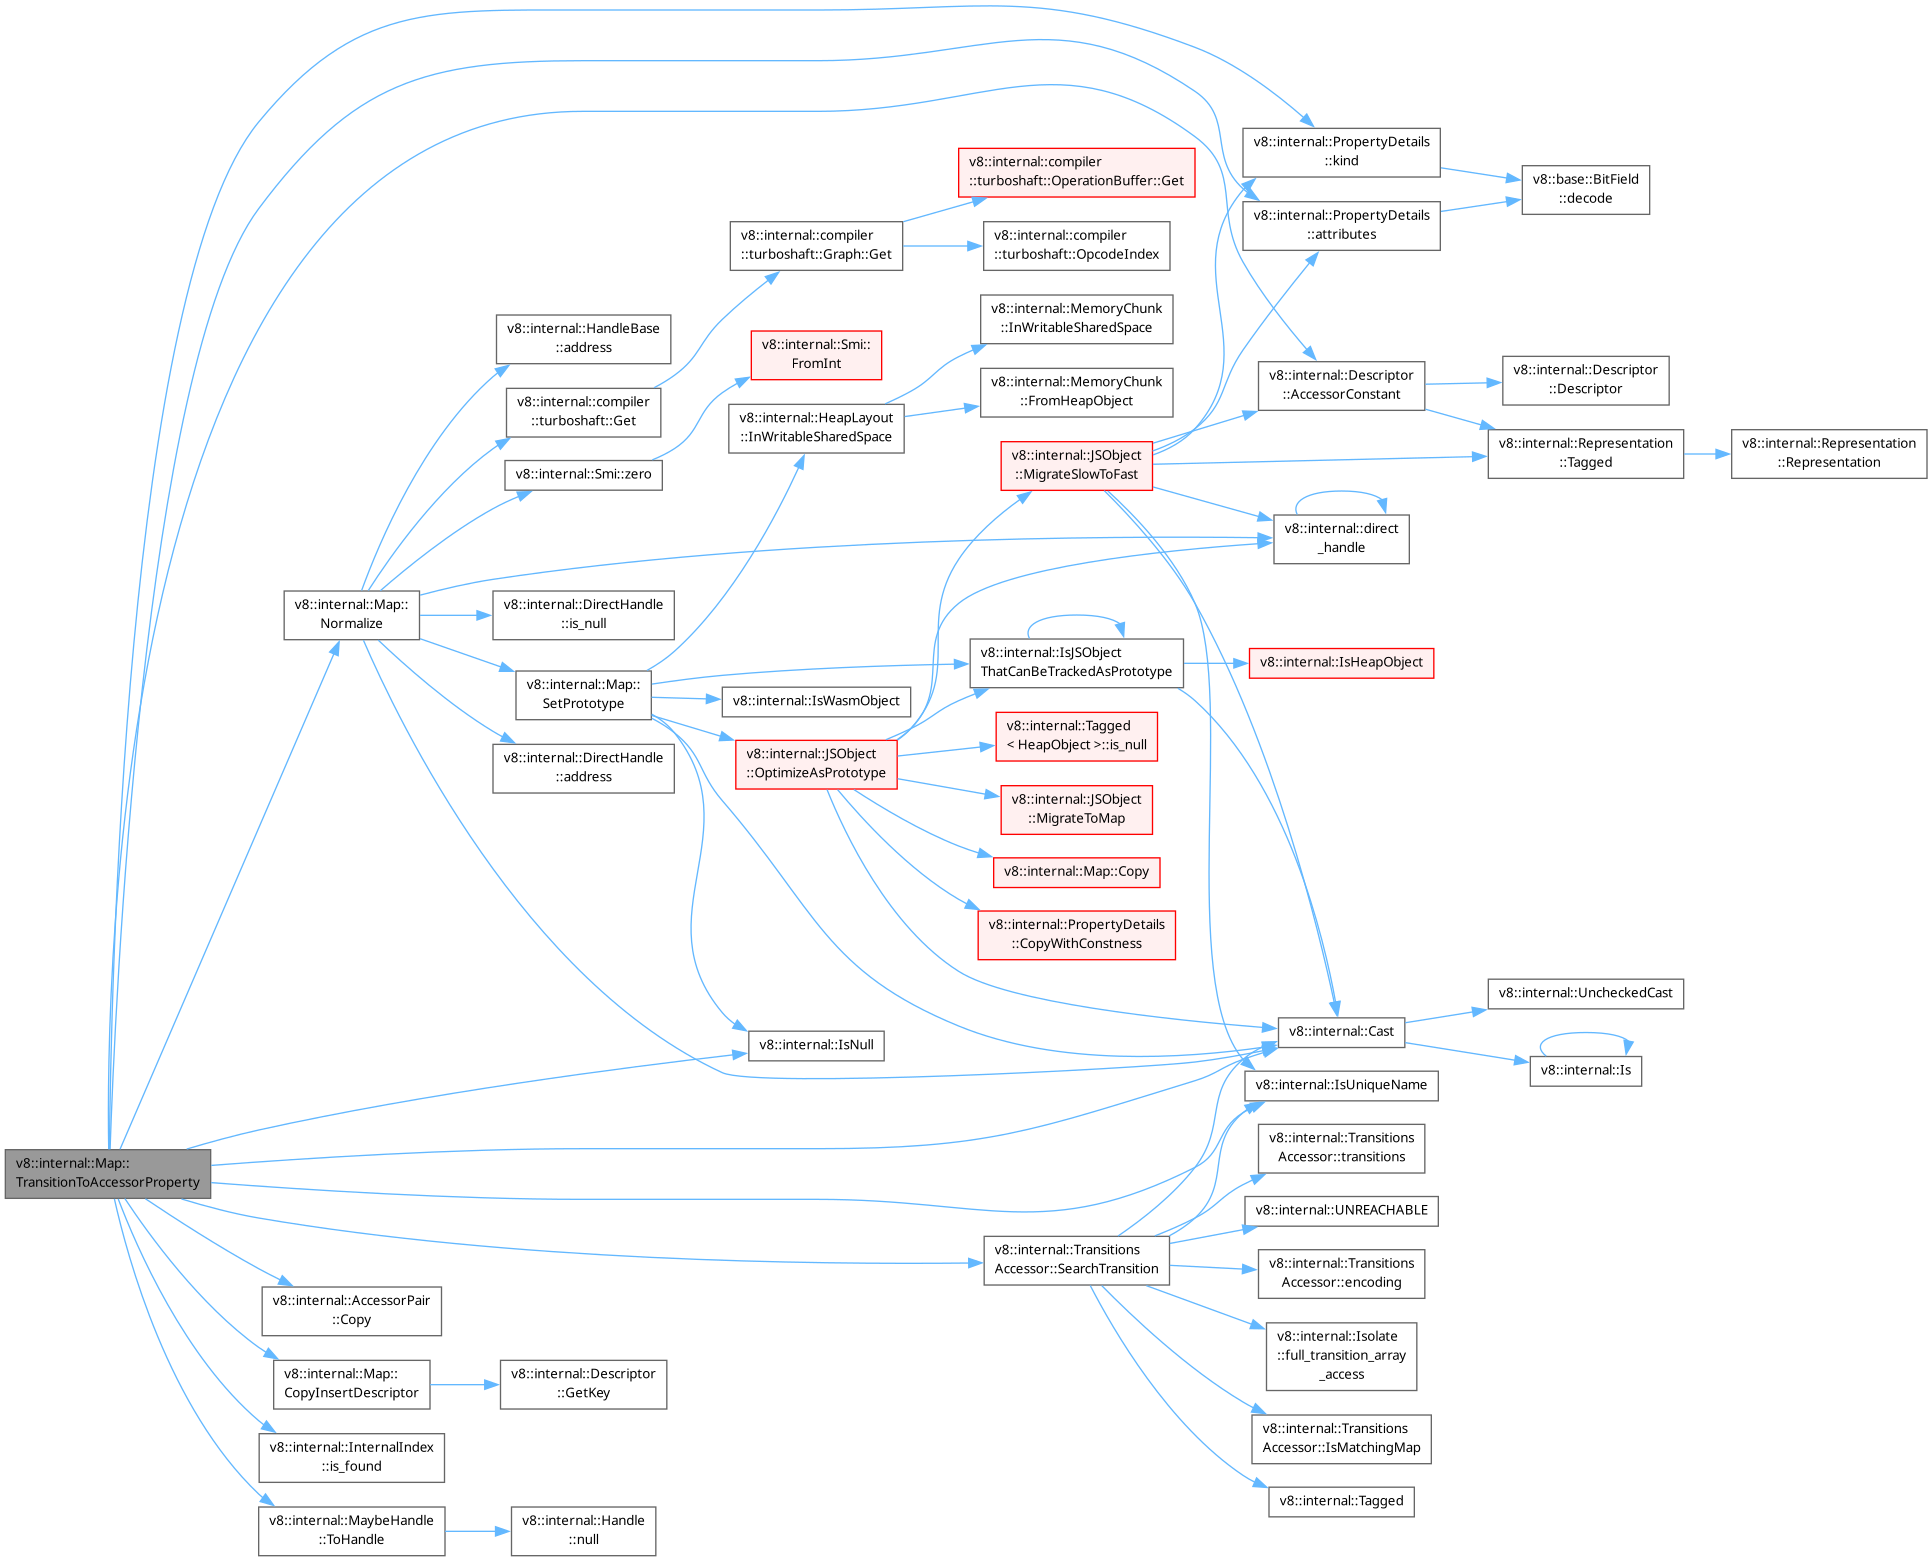 v8::internal::Map::
TransitionToAccessorProperty
v8::internal::Map::
Normalize
v8::internal::AccessorPair
::Copy
v8::internal::Map::
CopyInsertDescriptor
v8::internal::InternalIndex
::is_found
v8::internal::MaybeHandle
::ToHandle
v8::internal::HandleBase
::address
v8::internal::compiler
::turboshaft::Get
v8::internal::Smi::zero
v8::internal::DirectHandle
::is_null
v8::internal::Map::
SetPrototype
v8::internal::DirectHandle
::address
v8::internal::Descriptor
::GetKey
v8::internal::Handle
::null
v8::internal::compiler
::turboshaft::Graph::Get
v8::internal::Smi::
FromInt
v8::internal::HeapLayout
::InWritableSharedSpace
v8::internal::IsWasmObject
v8::internal::JSObject
::OptimizeAsPrototype
v8::internal::IsNull
v8::internal::compiler
::turboshaft::OperationBuffer::Get
v8::internal::compiler
::turboshaft::OpcodeIndex
v8::internal::MemoryChunk
::InWritableSharedSpace
v8::internal::MemoryChunk
::FromHeapObject
v8::internal::JSObject
::MigrateSlowToFast
v8::internal::IsJSObject
ThatCanBeTrackedAsPrototype
v8::internal::Tagged
< HeapObject >::is_null
v8::internal::JSObject
::MigrateToMap
v8::internal::Map::Copy
v8::internal::PropertyDetails
::CopyWithConstness
v8::internal::Transitions
Accessor::SearchTransition
v8::internal::PropertyDetails
::kind
v8::internal::PropertyDetails
::attributes
v8::internal::Descriptor
::AccessorConstant
v8::internal::direct
_handle
v8::internal::IsHeapObject
v8::internal::Cast
v8::internal::IsUniqueName
v8::internal::Transitions
Accessor::transitions
v8::internal::UNREACHABLE
v8::internal::Transitions
Accessor::encoding
v8::internal::Isolate
::full_transition_array
_access
v8::internal::Transitions
Accessor::IsMatchingMap
v8::internal::Tagged
v8::base::BitField
::decode
v8::internal::Descriptor
::Descriptor
v8::internal::Representation
::Tagged
v8::internal::UncheckedCast
v8::internal::Is
v8::internal::Representation
::Representation